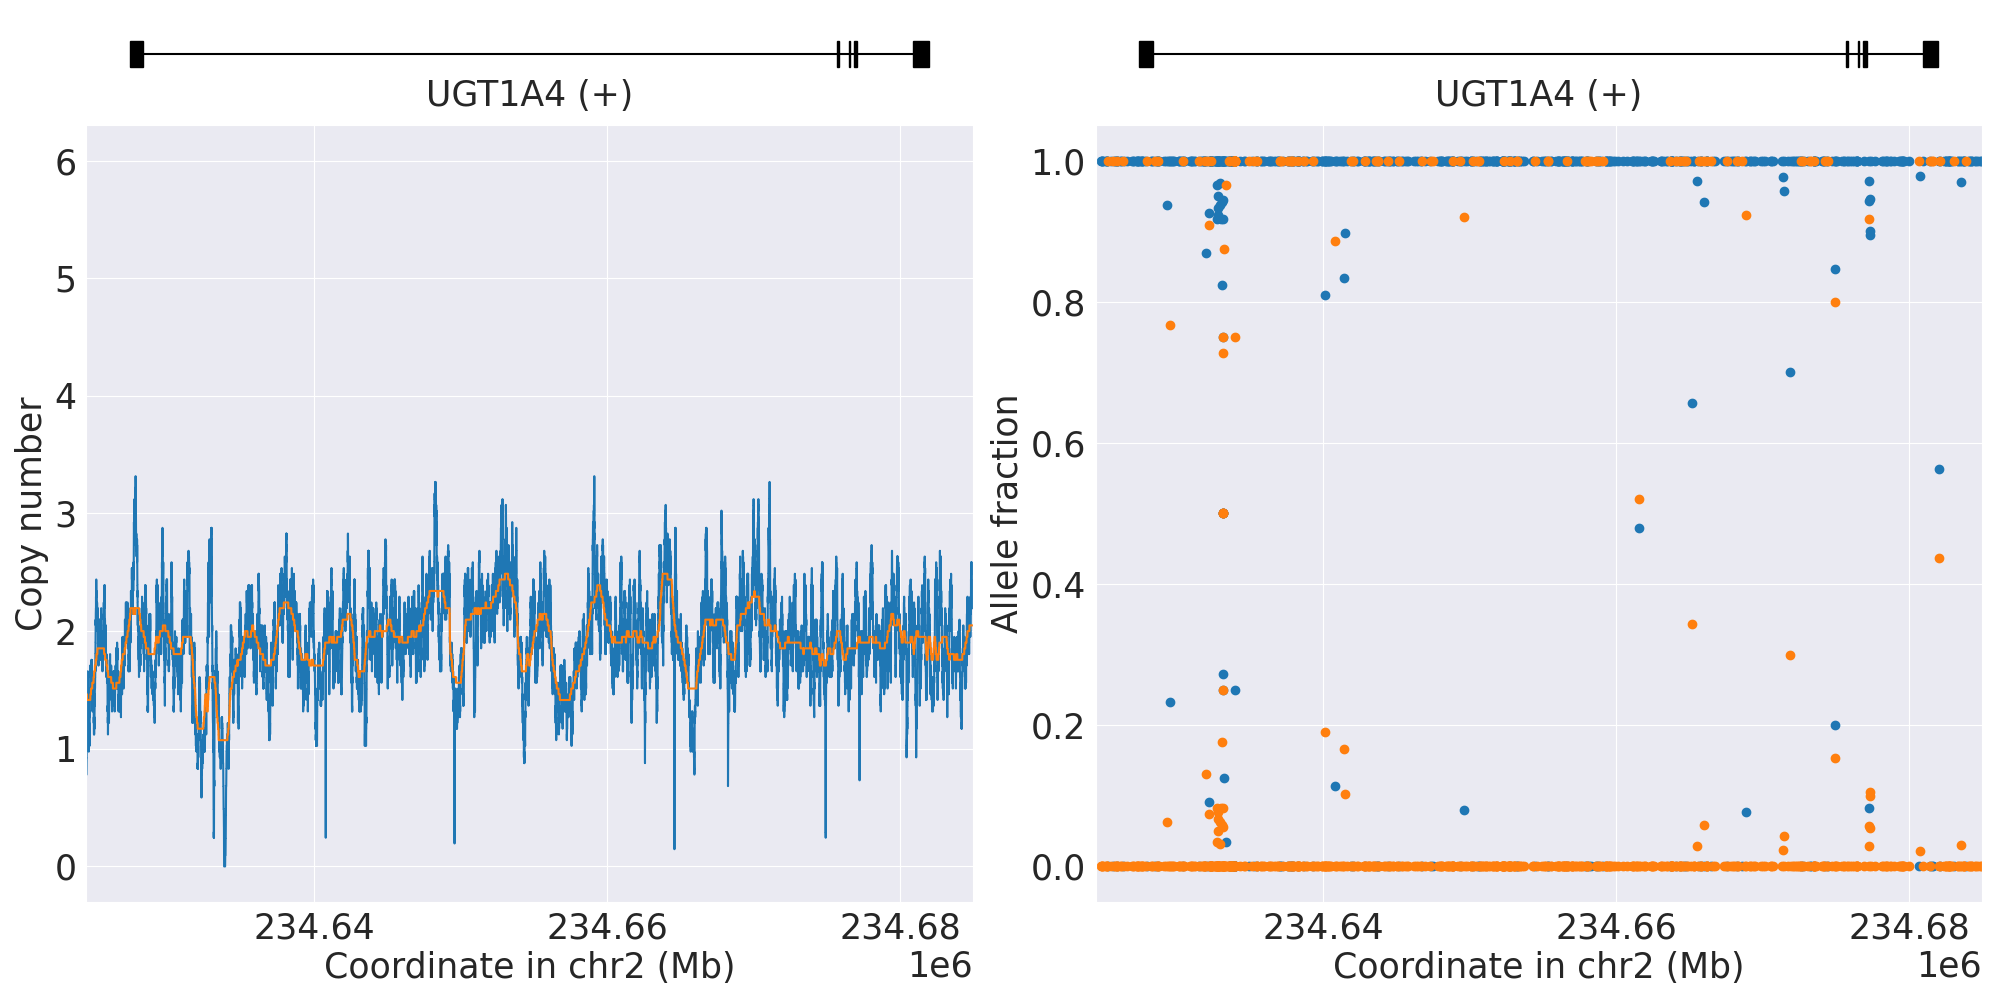 UGT1A4 (+)
6
5
4
3
2
1
0
Copy number
234.64
234.66
234.68
Coordinate in chr2 (Mb)
1e6
UGT1A4 (+)
1.0
0.8
0.6
0.4
0.2
0.0
Allele fraction
234.64
234.66
234.68
Coordinate in chr2 (Mb)
1e6